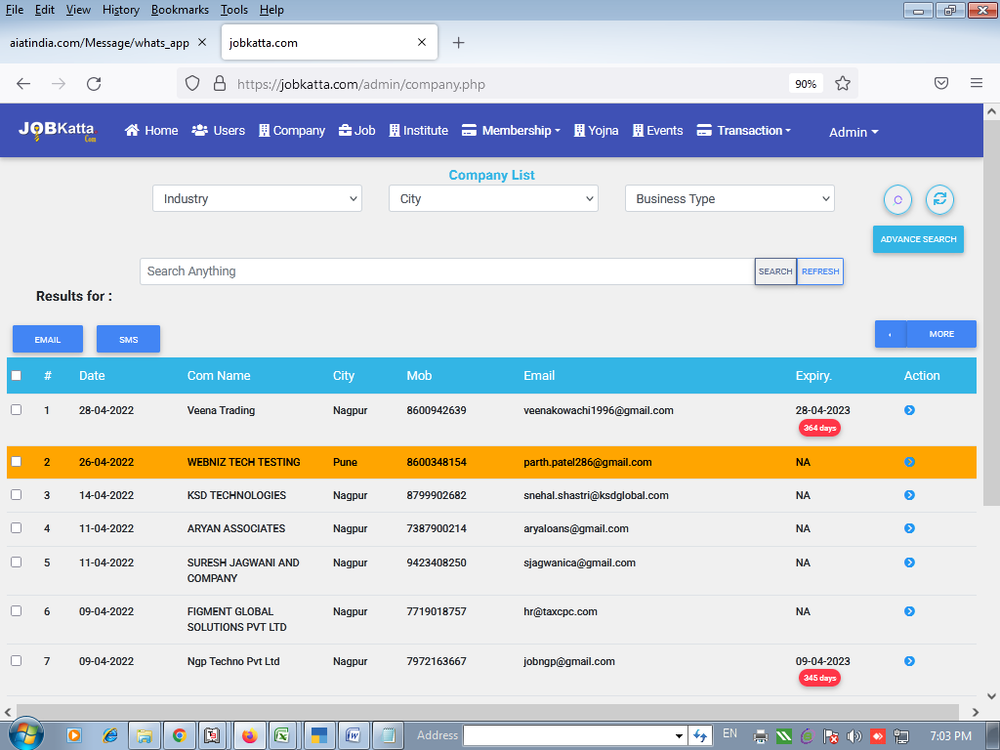 File Edit View History Bookmarks Tools Help
aiatindia.com/Message/whats_app
jobkatta.com
https://jobkatta.com/admin/company.php 90%
JOBKatta.Com Home Users Company Job Institute Membership Yojna Events Transaction Admin
Company List
Industry City Business Type
ADVANCE SEARCH
Search Anything SEARCH REFRESH
Results for :
EMAIL SMS MORE
# Date Com Name City Mob Email Expiry. Action
1 28-04-2022 Veena Trading Nagpur 8600942639 veenakowachi1996@gmail.com 28-04-2023
364 days
2 26-04-2022 WEBNIZ TECH TESTING Pune 8600348154 parth.patel286@gmail.com NA
3 14-04-2022 KSD TECHNOLOGIES Nagpur 8799902682 snehal.shastri@ksdglobal.com NA
4 11-04-2022 ARYAN ASSOCIATES Nagpur 7387900214 aryaloans@gmail.com NA
5 11-04-2022 SURESH JAGWANI AND Nagpur 9423408250 sjagwanica@gmail.com NA
COMPANY
6 09-04-2022 FIGMENT GLOBAL Nagpur 7719018757 hr@taxcpc.com NA
SOLUTIONS PVT LTD
7 09-04-2022 Ngp Techno Pvt Ltd Nagpur 7972163667 jobngp@gmail.com 09-04-2023
345 days
Address EN 7:03 PM